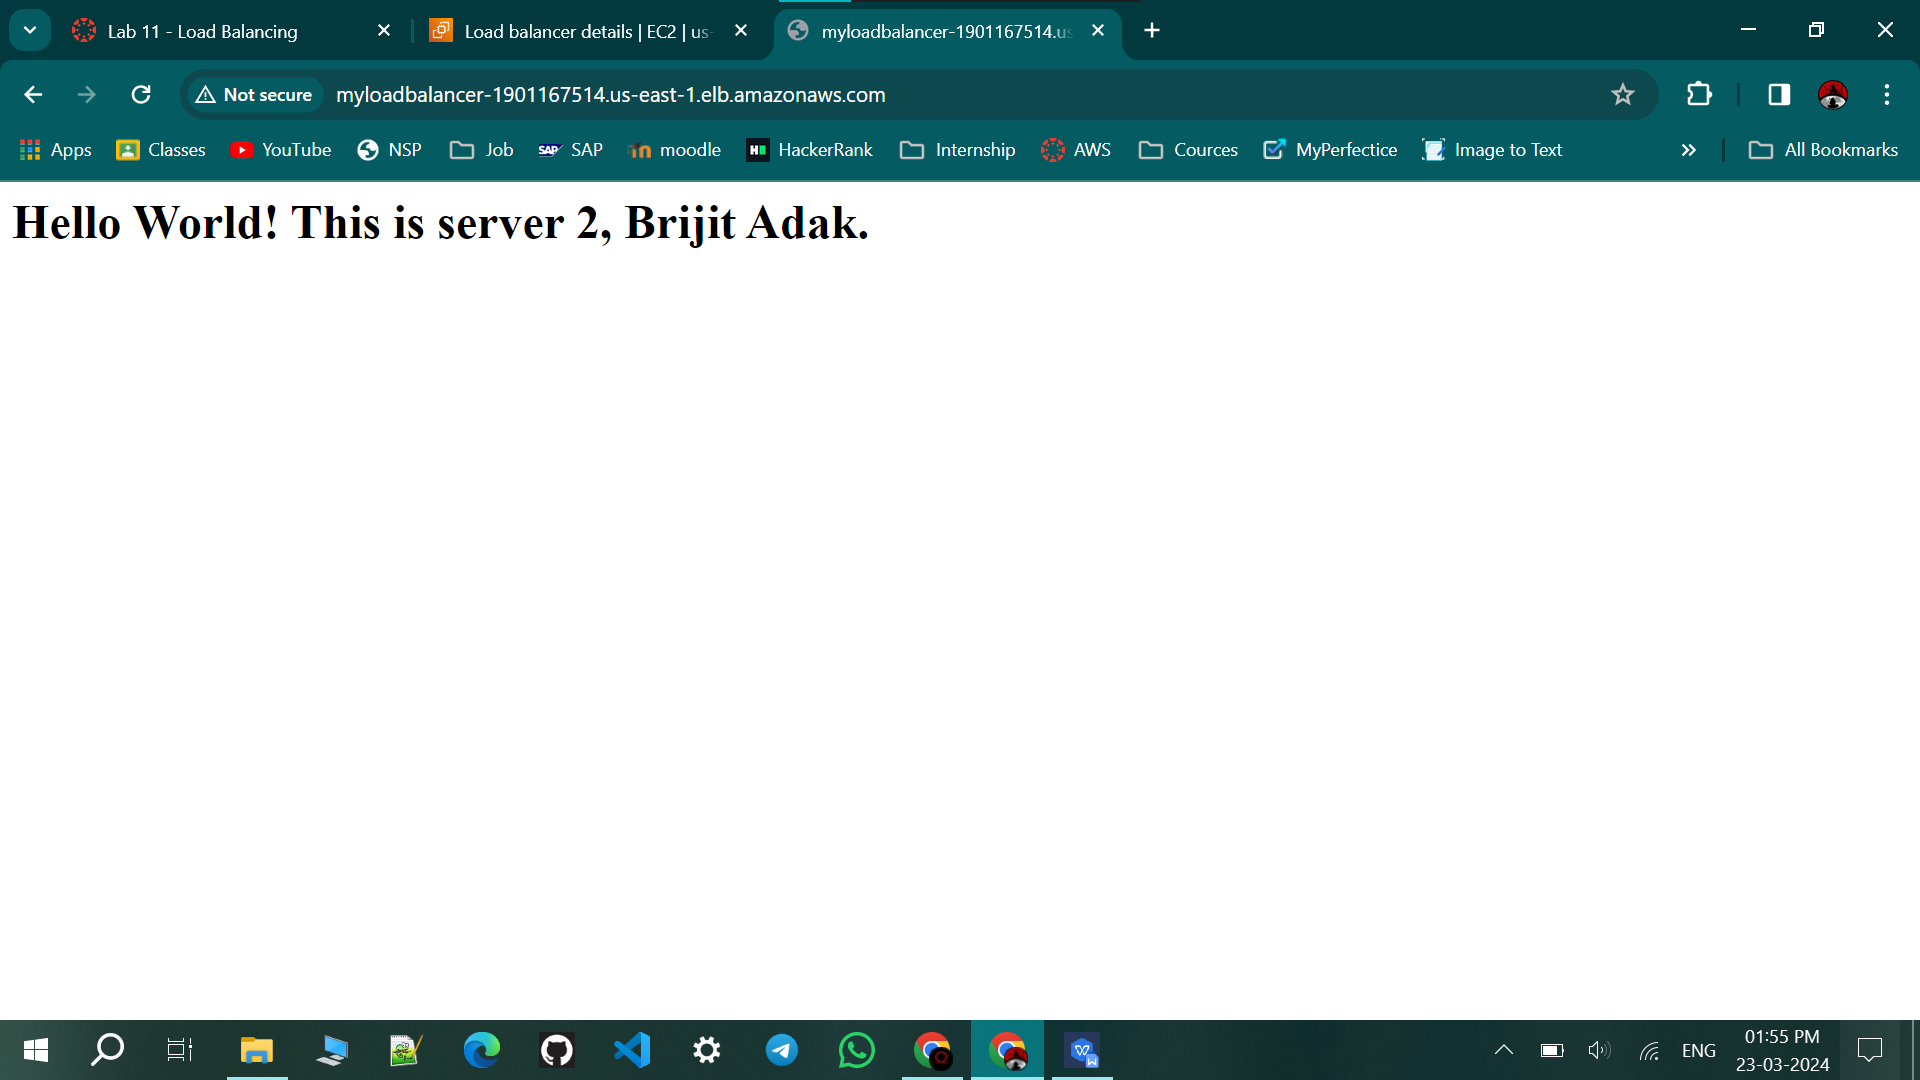 Lab 11 - Load Balancing
Load balancer details | EC2 | us-
myloadbalancer-1901167514.us
Not secure
myloadbalancer-1901167514.us-east-1.elb.amazonaws.com
Apps
Classes
YouTube
NSP
Job
SAP
SAP
moodle
HackerRank
Internship
AWS
Cources
MyPerfectice
Image to Text
All Bookmarks
Hello World! This is server 2, Brijit Adak.
ENG
01:55 PM
23-03-2024